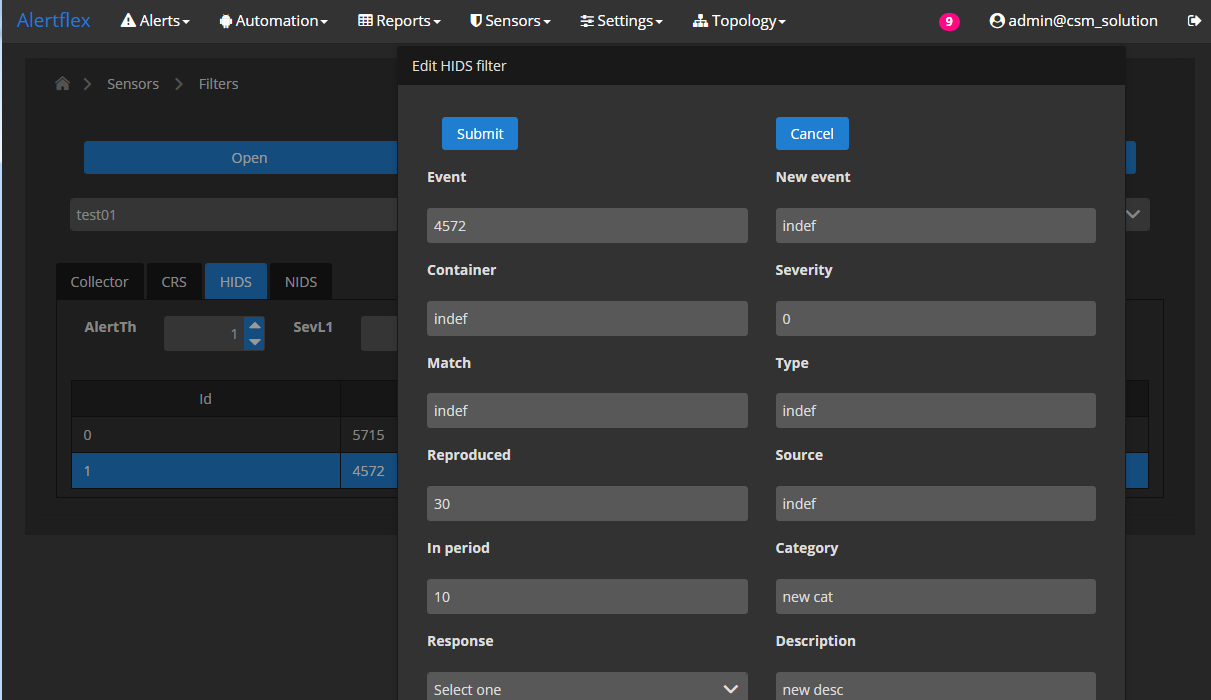 Alertflex Alerts Automation Reports Sensors Settings Topology 9 admin@csm_solution
Sensors Filters
Open
test01
Collector CRS HIDS NIDS
AlertTh 1 SevL1
Id
0 5715
1 4572
Edit HIDS filter
Submit Cancel
Event New event
4572 indef
Container Severity
indef 0
Match Type
indef indef
Reproduced Source
30 indef
In period Category
10 new cat
Response Description
Select one new desc